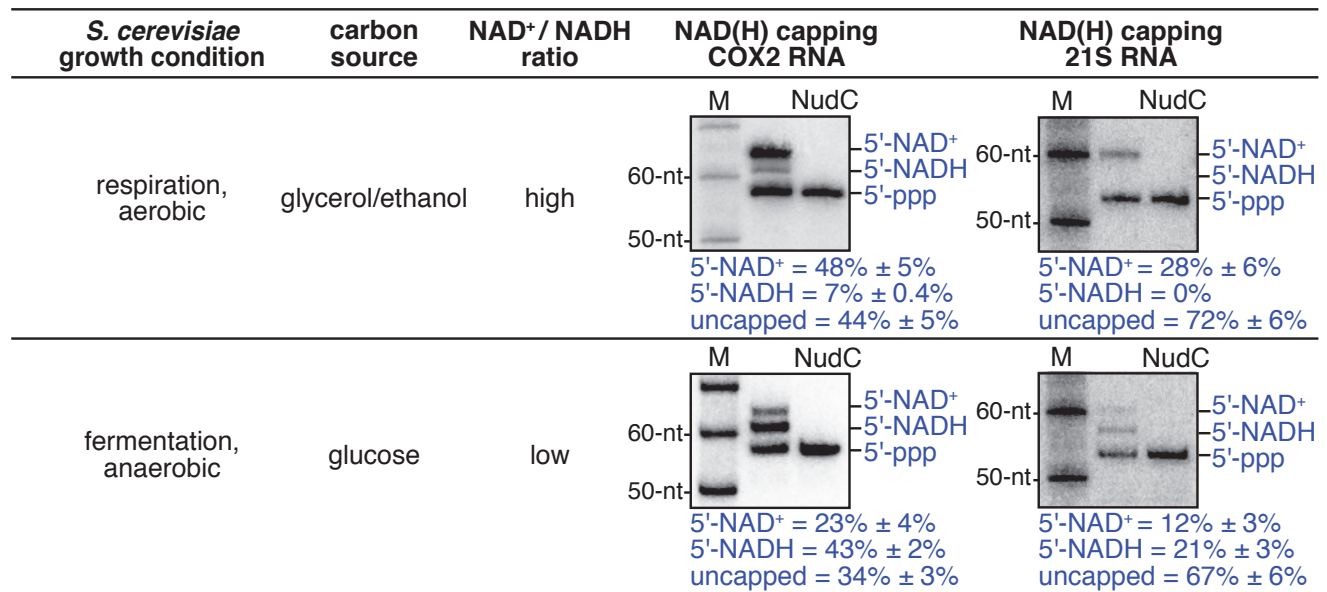 S. cerevisiae growth condition
carbon source
NAD⁺/ NADH ratio
NAD(H) capping COX2 RNA
NAD(H) capping 21S RNA
respiration, aerobic
glycerol/ethanol
high
M NudC
60-nt
50-nt
5'-NAD⁺
5'-NADH
5'-ppp
5'-NAD⁺ = 48% ± 5%
5'-NADH = 7% ± 0.4%
uncapped = 44% ± 5%
M NudC
60-nt
50-nt
5'-NAD⁺
5'-NADH
5'-ppp
5'-NAD⁺ = 28% ± 6%
5'-NADH = 0%
uncapped = 72% ± 6%
fermentation, anaerobic
glucose
low
M NudC
60-nt
50-nt
5'-NAD⁺
5'-NADH
5'-ppp
5'-NAD⁺ = 23% ± 4%
5'-NADH = 43% ± 2%
uncapped = 34% ± 3%
M NudC
60-nt
50-nt
5'-NAD⁺
5'-NADH
5'-ppp
5'-NAD⁺ = 12% ± 3%
5'-NADH = 21% ± 3%
uncapped = 67% ± 6%